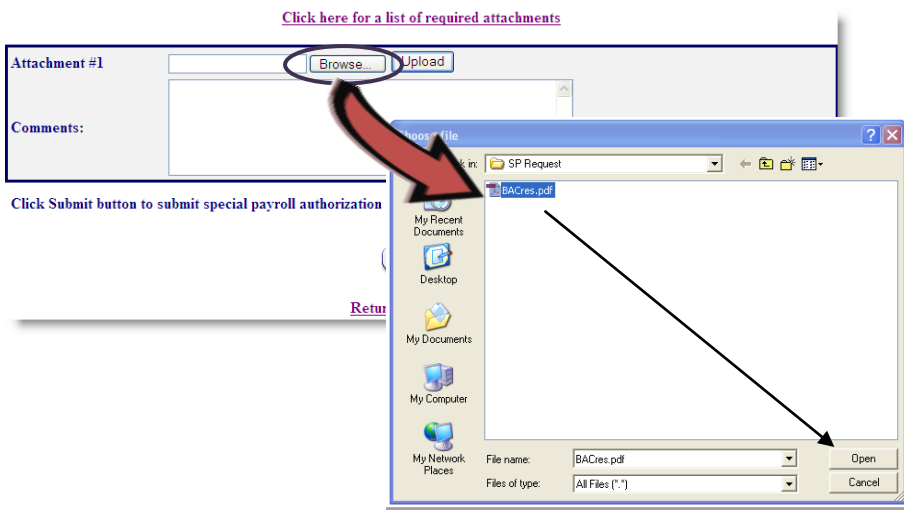 Click here for a list of required attachments
Attachment #1
Browse...
Upload
Comments:
Click Submit button to submit special payroll authorization
file
?
in:
SP Request
BACres.pdf
My Recent
Documents
Desktop
My Documents
My Computer
My Network
Places
File name:
BACres.pdf
Open
Files of type:
All Files (*.*)
Cancel